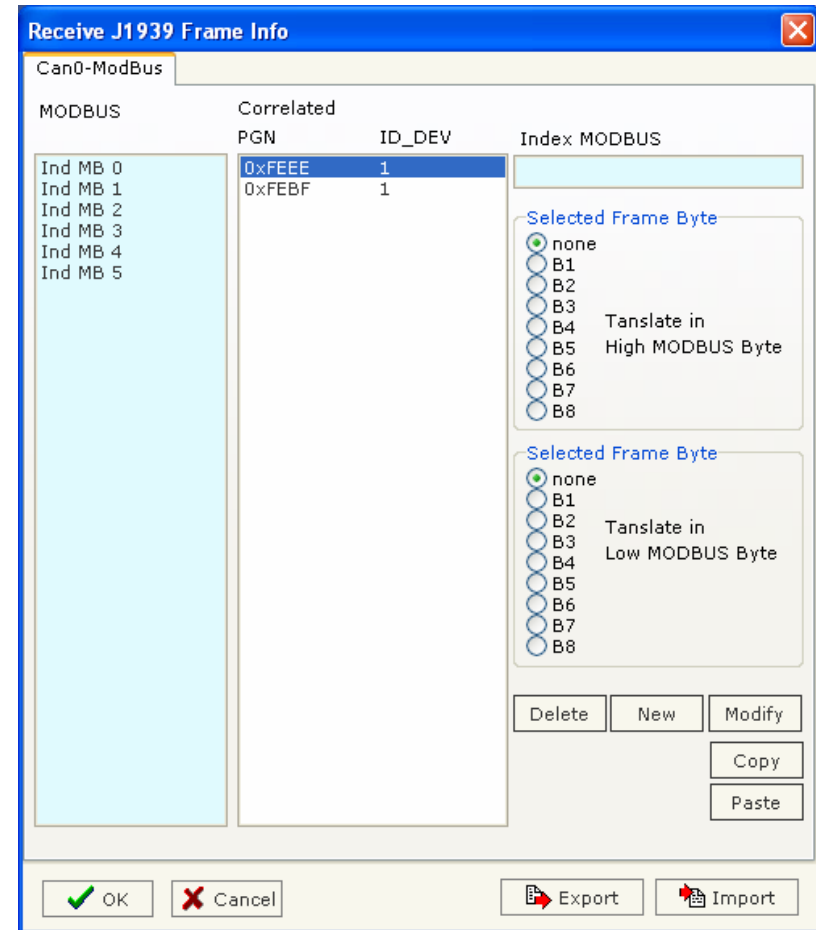 Receive J1939 Frame Info
Can0-ModBus
MODBUS
Correlated
PGN ID_DEV
Index MODBUS
Ind MB 0
Ind MB 1
Ind MB 2
Ind MB 3
Ind MB 4
Ind MB 5
0xFEEE 1
0xFEBF 1
Selected Frame Byte
none
B1
B2
B3
B4
B5
B6
B7
B8
Tanslate in
High MODBUS Byte
Selected Frame Byte
none
B1
B2
B3
B4
B5
B6
B7
B8
Tanslate in
Low MODBUS Byte
Delete New Modify
Copy
Paste
OK Cancel Export Import